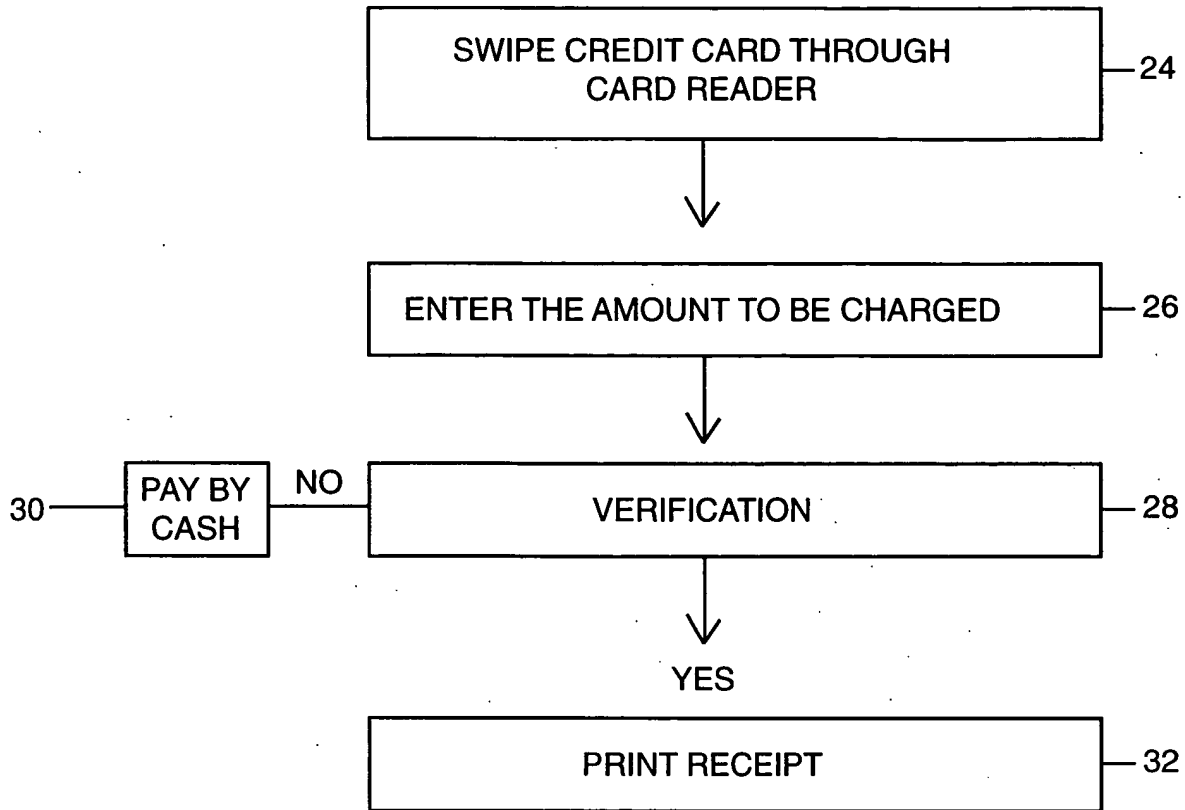 SWIPE CREDIT CARD THROUGH
CARD READER
24
ENTER THE AMOUNT TO BE CHARGED
26
30
PAY BY
CASH
NO
VERIFICATION
28
YES
PRINT RECEIPT
32